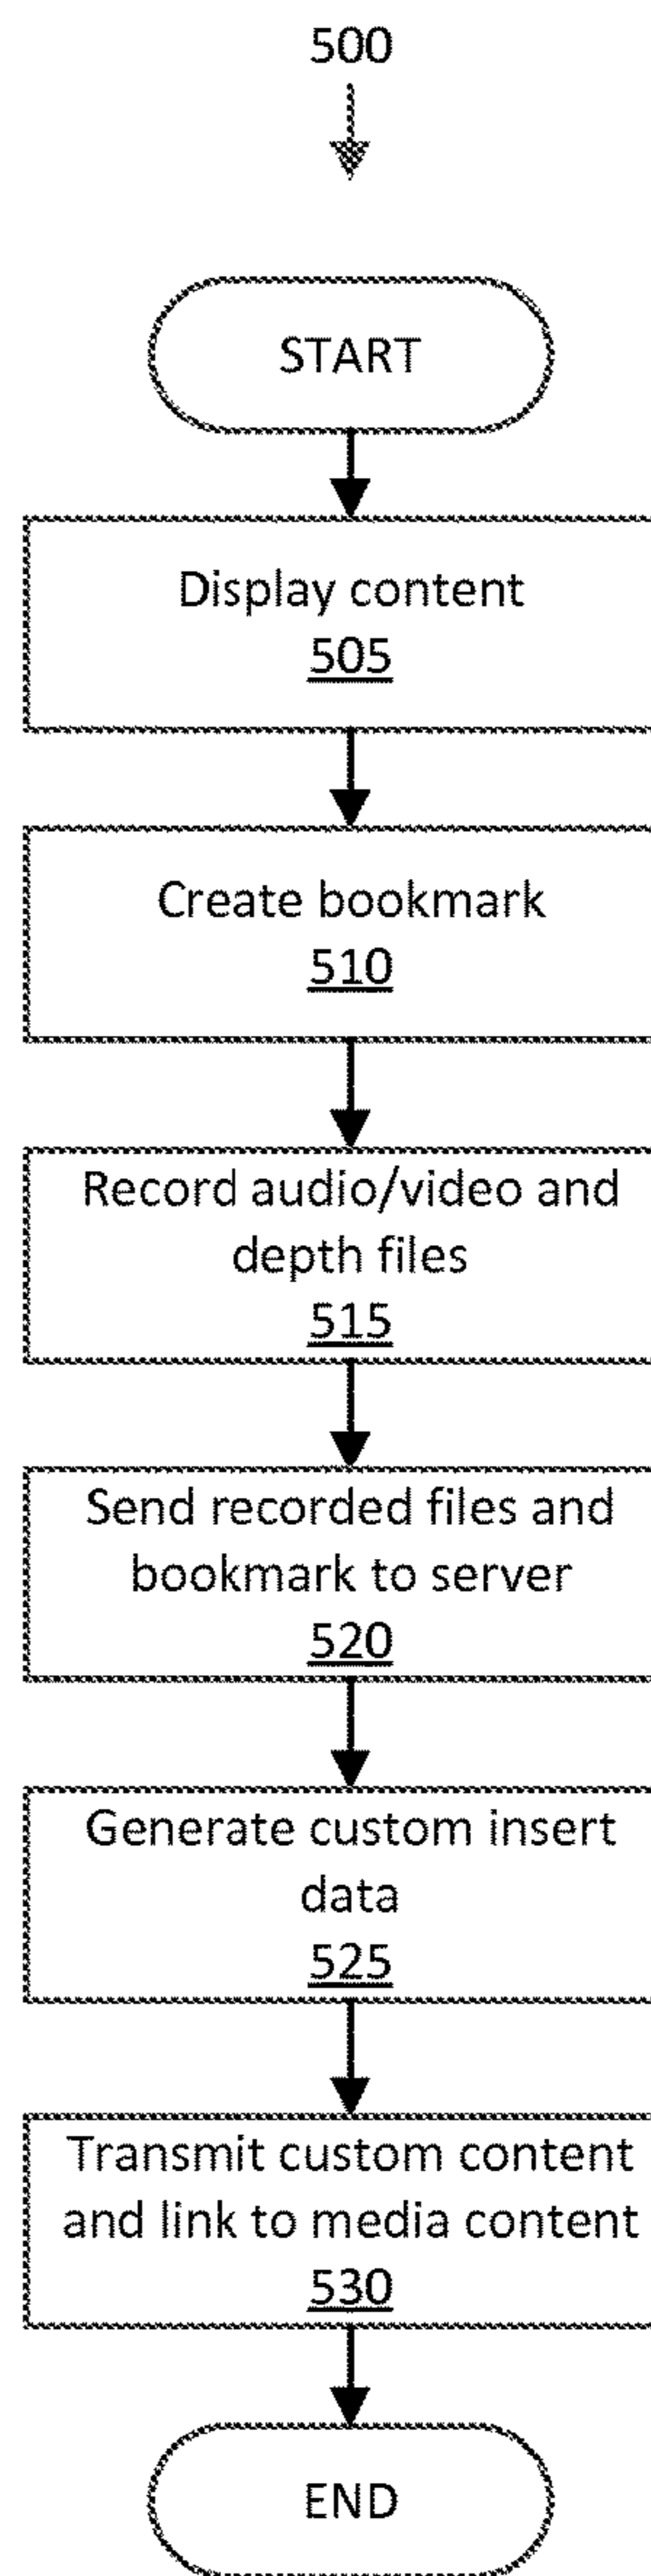 500
START
Display content
505
Create bookmark
510
Record audio/video and
depth files
515
Send recorded files and
bookmark to server
520
Generate custom insert
data
525
Transmit custom content
and link to media content
530
END